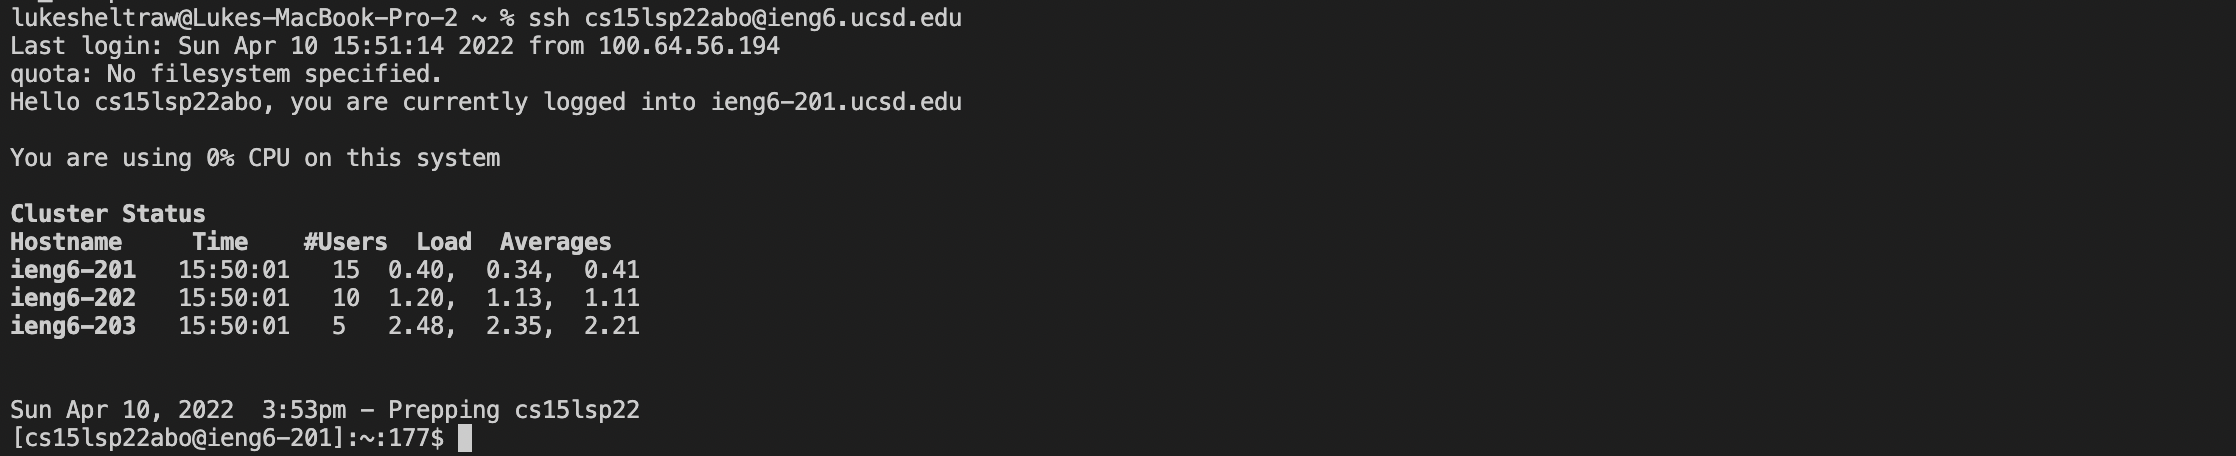 lukesheltraw@Lukes-MacBook-Pro-2 ~ % ssh cs15lsp22abo@ieng6.ucsd.edu
Last login: Sun Apr 10 15:51:14 2022 from 100.64.56.194
quota: No filesystem specified.
Hello cs15lsp22abo, you are currently logged into ieng6-201.ucsd.edu
You are using 0% CPU on this system
Cluster Status
Hostname     Time    #Users  Load  Averages
ieng6-201   15:50:01   15  0.40,  0.34,  0.41
ieng6-202   15:50:01   10  1.20,  1.13,  1.11
ieng6-203   15:50:01   5   2.48,  2.35,  2.21
Sun Apr 10, 2022  3:53pm - Prepping cs15lsp22
[cs15lsp22abo@ieng6-201]:~:177$